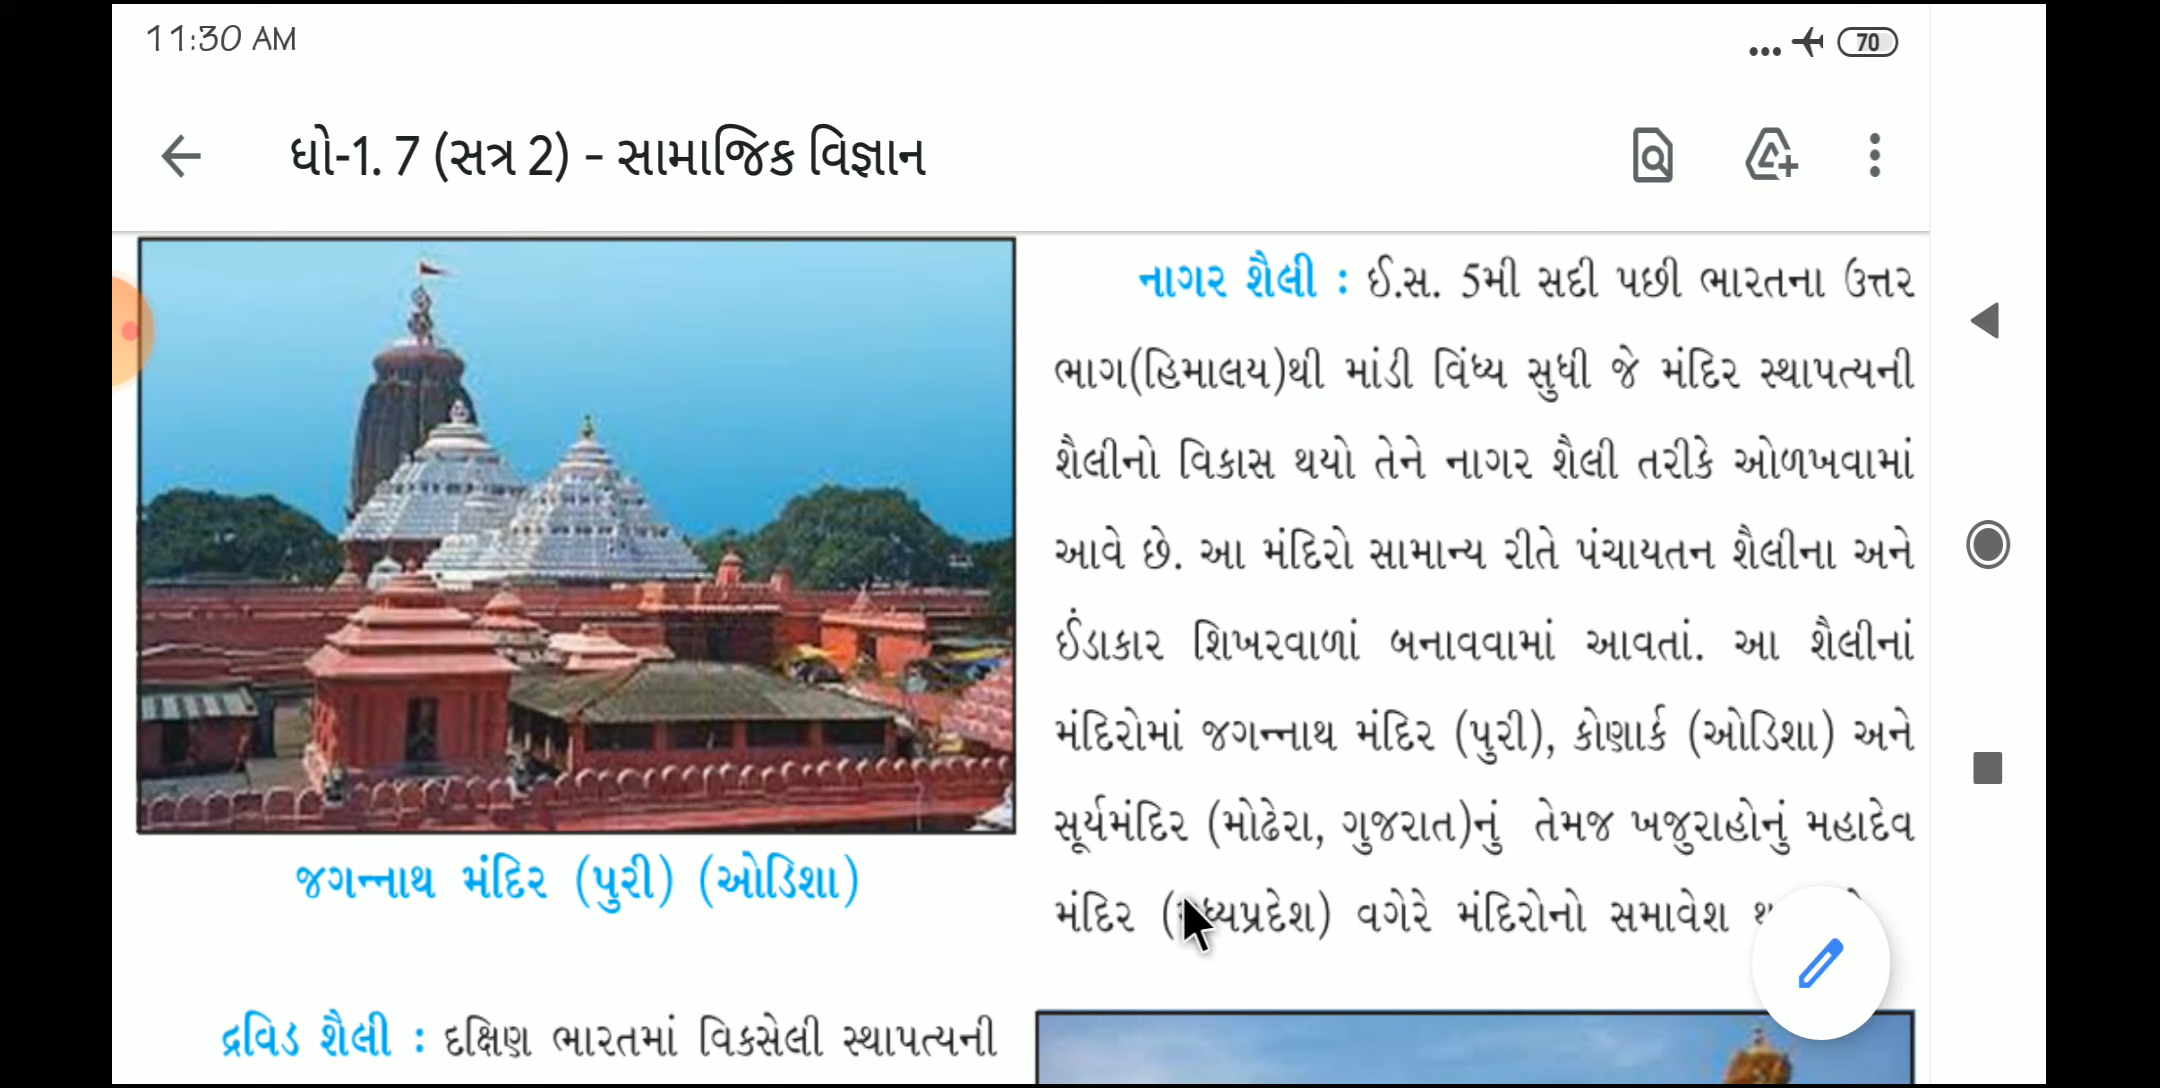 11:30 AM
70
ધો-1. 7 (સત્ર 2) - સામાજિક વિજ્ઞાન
નાગર શૈલી : ઈ.સ. 5મી સદી પછી ભારતના ઉત્તર
ભાગ(હિમાલય)થી માંડી વિંધ્ય સુધી જે મંદિર સ્થાપત્યની
શૈલીનો વિકાસ થયો તેને નાગર શૈલી તરીકે ઓળખવામાં
આવે છે. આ મંદિરો સામાન્ય રીતે પંચાયતન શૈલીના અને
ઈંડાકાર શિખરવાળાં બનાવવામાં આવતાં. આ શૈલીનાં
મંદિરોમાં જગન્નાથ મંદિર (પુરી), કોણાર્ક (ઓડિશા) અને
સૂર્યમંદિર (મોઢેરા, ગુજરાત)નું તેમજ ખજુરાહોનું મહાદેવ
મંદિર (મધ્યપ્રદેશ) વગેરે મંદિરોનો સમાવેશ
જગન્નાથ મંદિર (પુરી) (ઓડિશા)
દ્રવિડ શૈલી : દક્ષિણ ભારતમાં વિકસેલી સ્થાપત્યની